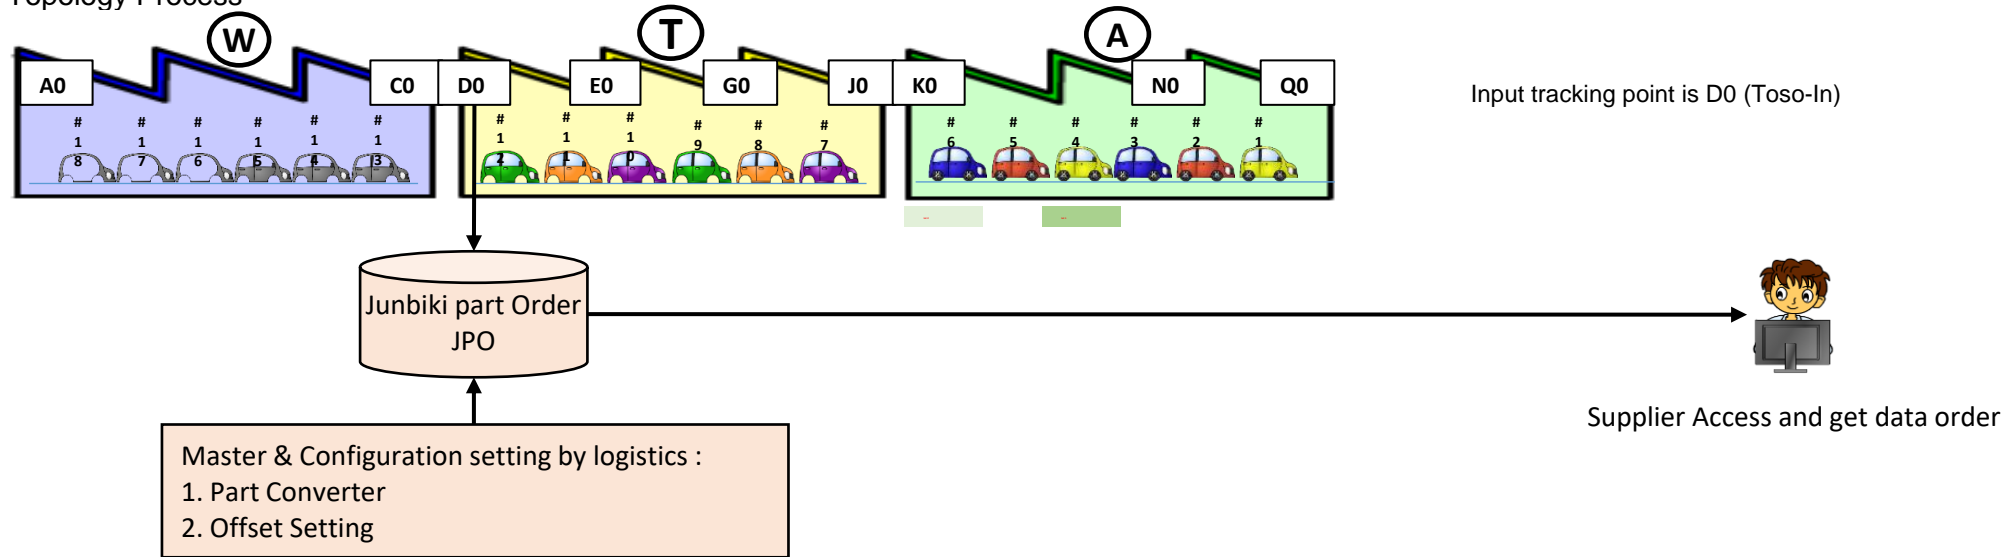 Topology Process
W
T
A
A0
C0
D0
E0
G0
J0
K0
N0
Q0
Input tracking point is D0 (Toso-In)
#18
#17
#16
#15
#14
#13
#12
#11
#10
#9
#8
#7
#6
#5
#4
#3
#2
#1
Junbiki part Order
JPO
Supplier Access and get data order
Master & Configuration setting by logistics :
1. Part Converter
2. Offset Setting